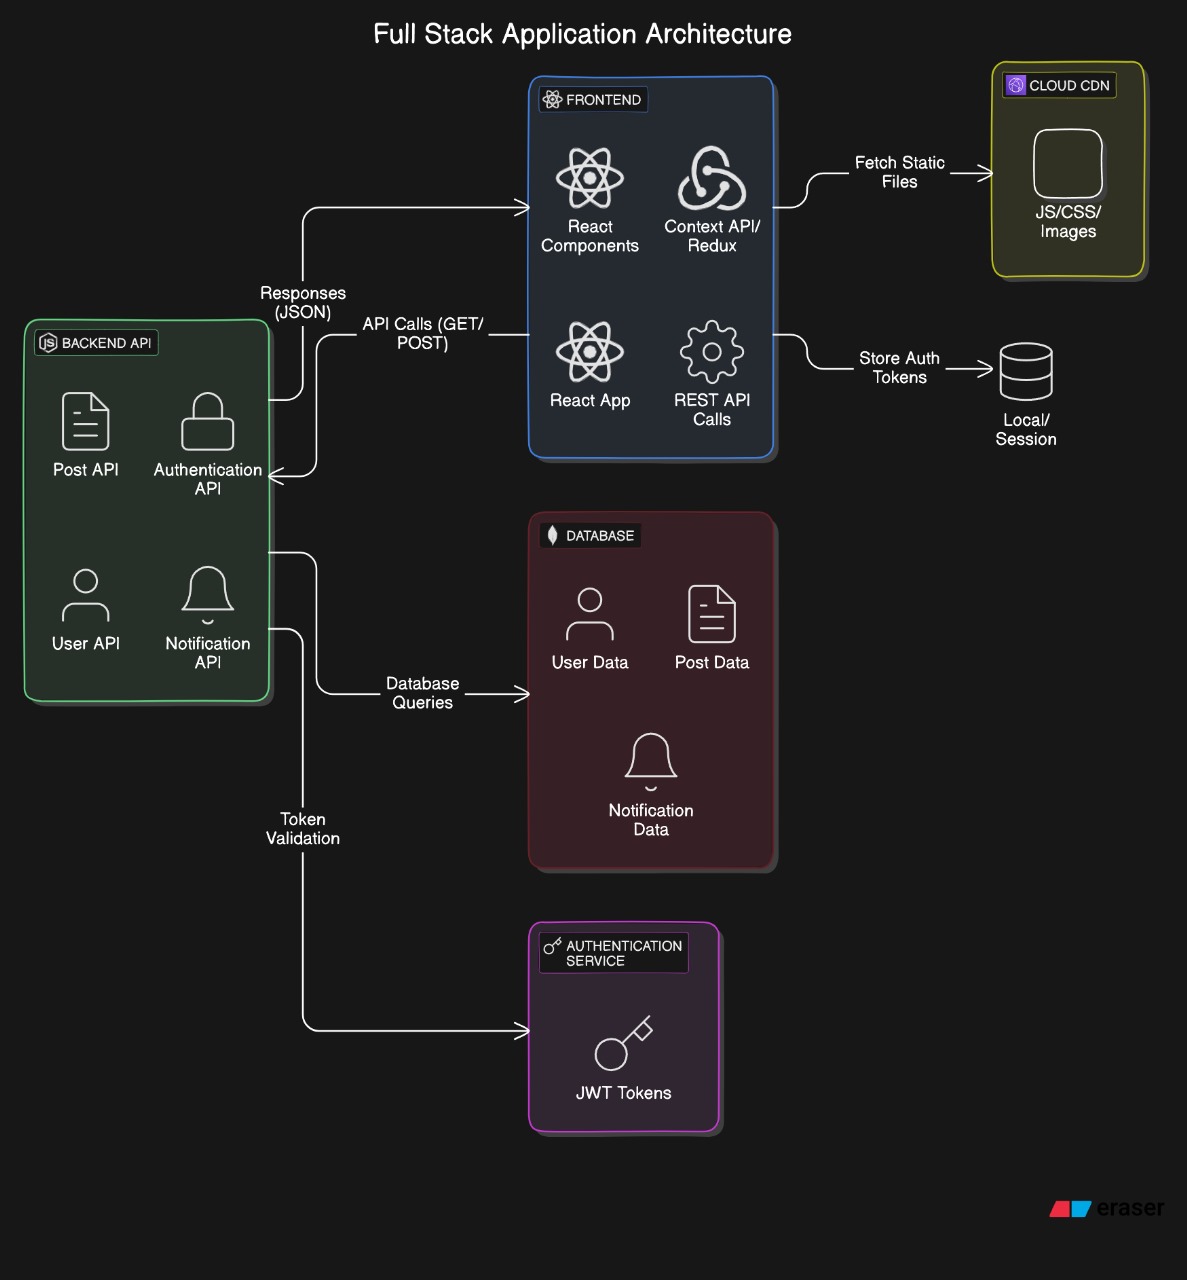 Full Stack Application Architecture
FRONTEND
React
Components
Context API/
Redux
React App
REST API
Calls
Fetch Static
Files
CLOUD CDN
JS/CSS/
Images
Store Auth
Tokens
Local/
Session
Responses
(JSON)
API Calls (GET/
POST)
JS
BACKEND API
Post API
Authentication
API
User API
Notification
API
Database
Queries
DATABASE
User Data
Post Data
Notification
Data
Token
Validation
AUTHENTICATION
SERVICE
JWT Tokens
eraser